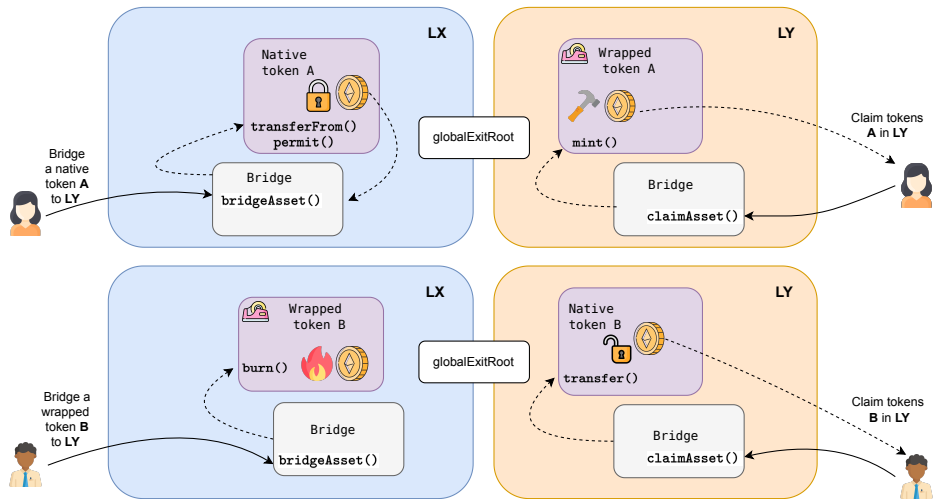 LX
Native
token A
transferFrom()
permit()
Bridge
bridgeAsset()
Bridge
a native
token A
to LY
globalExitRoot
LY
Wrapped
token A
mint()
Bridge
claimAsset()
Claim tokens
A in LY
LX
Wrapped
token B
burn()
Bridge
bridgeAsset()
Bridge a
wrapped
token B
to LY
globalExitRoot
LY
Native
token B
transfer()
Bridge
claimAsset()
Claim tokens
B in LY